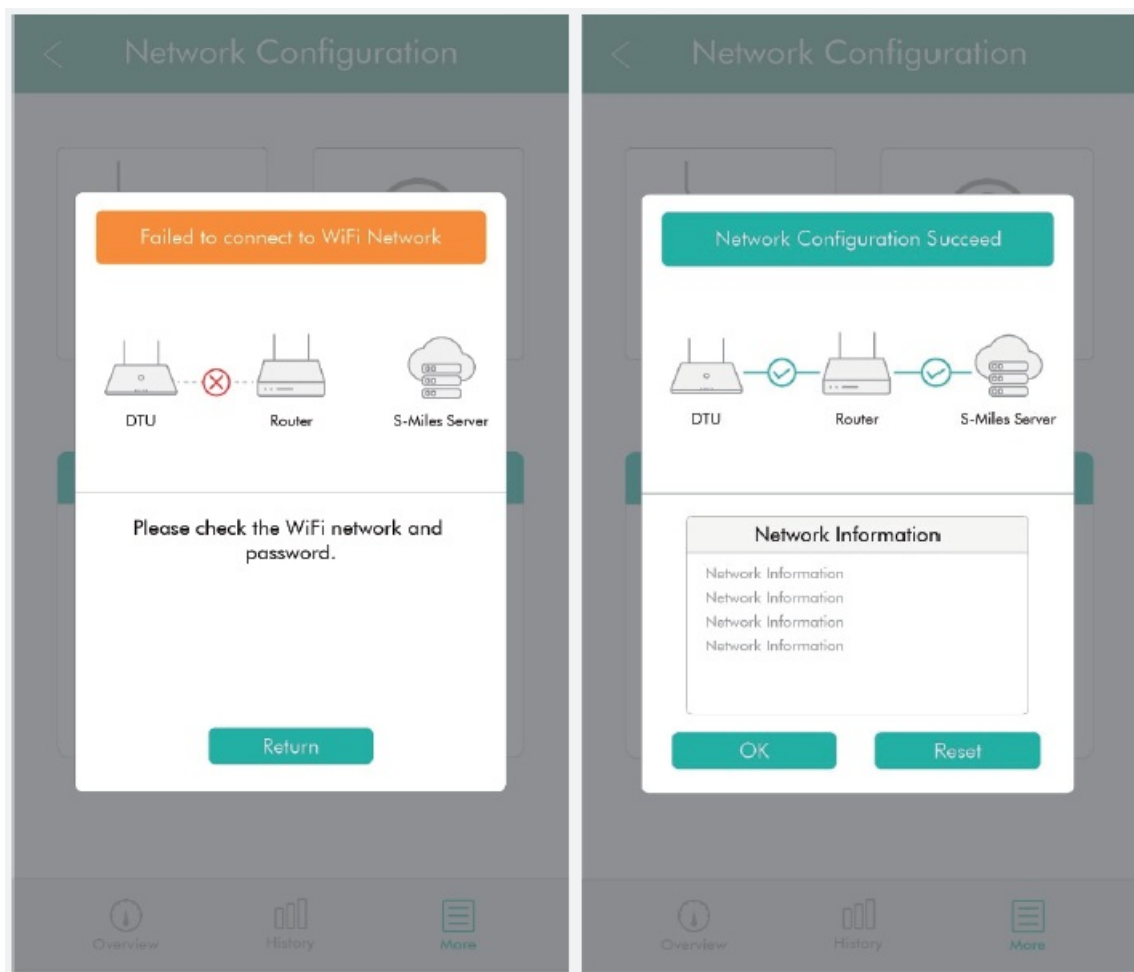 Network Configuration
Failed to connect to WiFi Network
DTU
Router
S-Miles Server
Please check the WiFi network and
password.
Return
Overview
History
More
Network Configuration
Network Configuration Succeed
DTU
Router
S-Miles Server
Network Information
Network Information
Network Information
Network Information
Network Information
OK
Reset
Overview
History
More